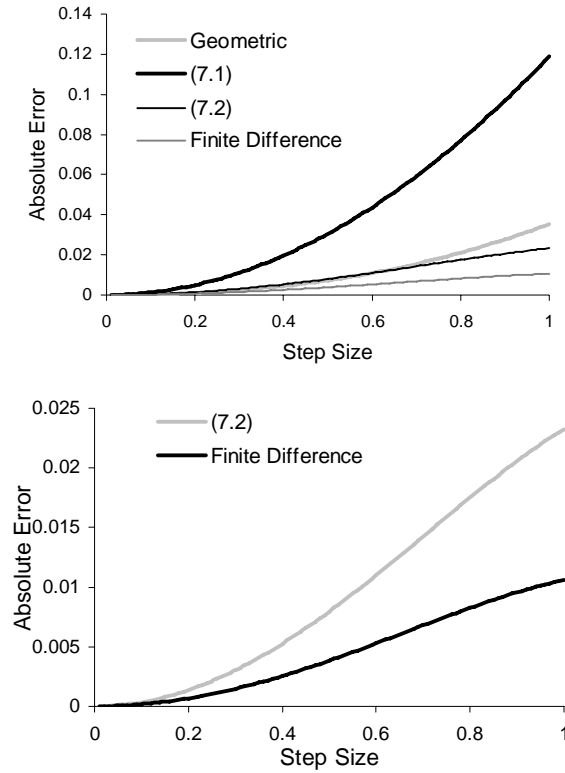 0.14
Geometric
0.12
(7.1)
0.1
(7.2)
0.08
Finite Difference
0.06
0.04
0.02
0
Absolute Error
0 0.2 0.4 0.6 0.8 1
Step Size
0.025
(7.2)
Finite Difference
0.02
0.015
0.01
0.005
0
Absolute Error
0 0.2 0.4 0.6 0.8 1
Step Size